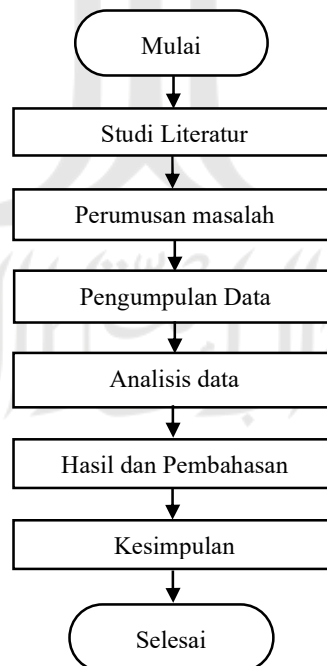 Mulai
Studi Literatur
Perumusan masalah
Pengumpulan Data
Analisis data
Hasil dan Pembahasan
Kesimpulan
Selesai